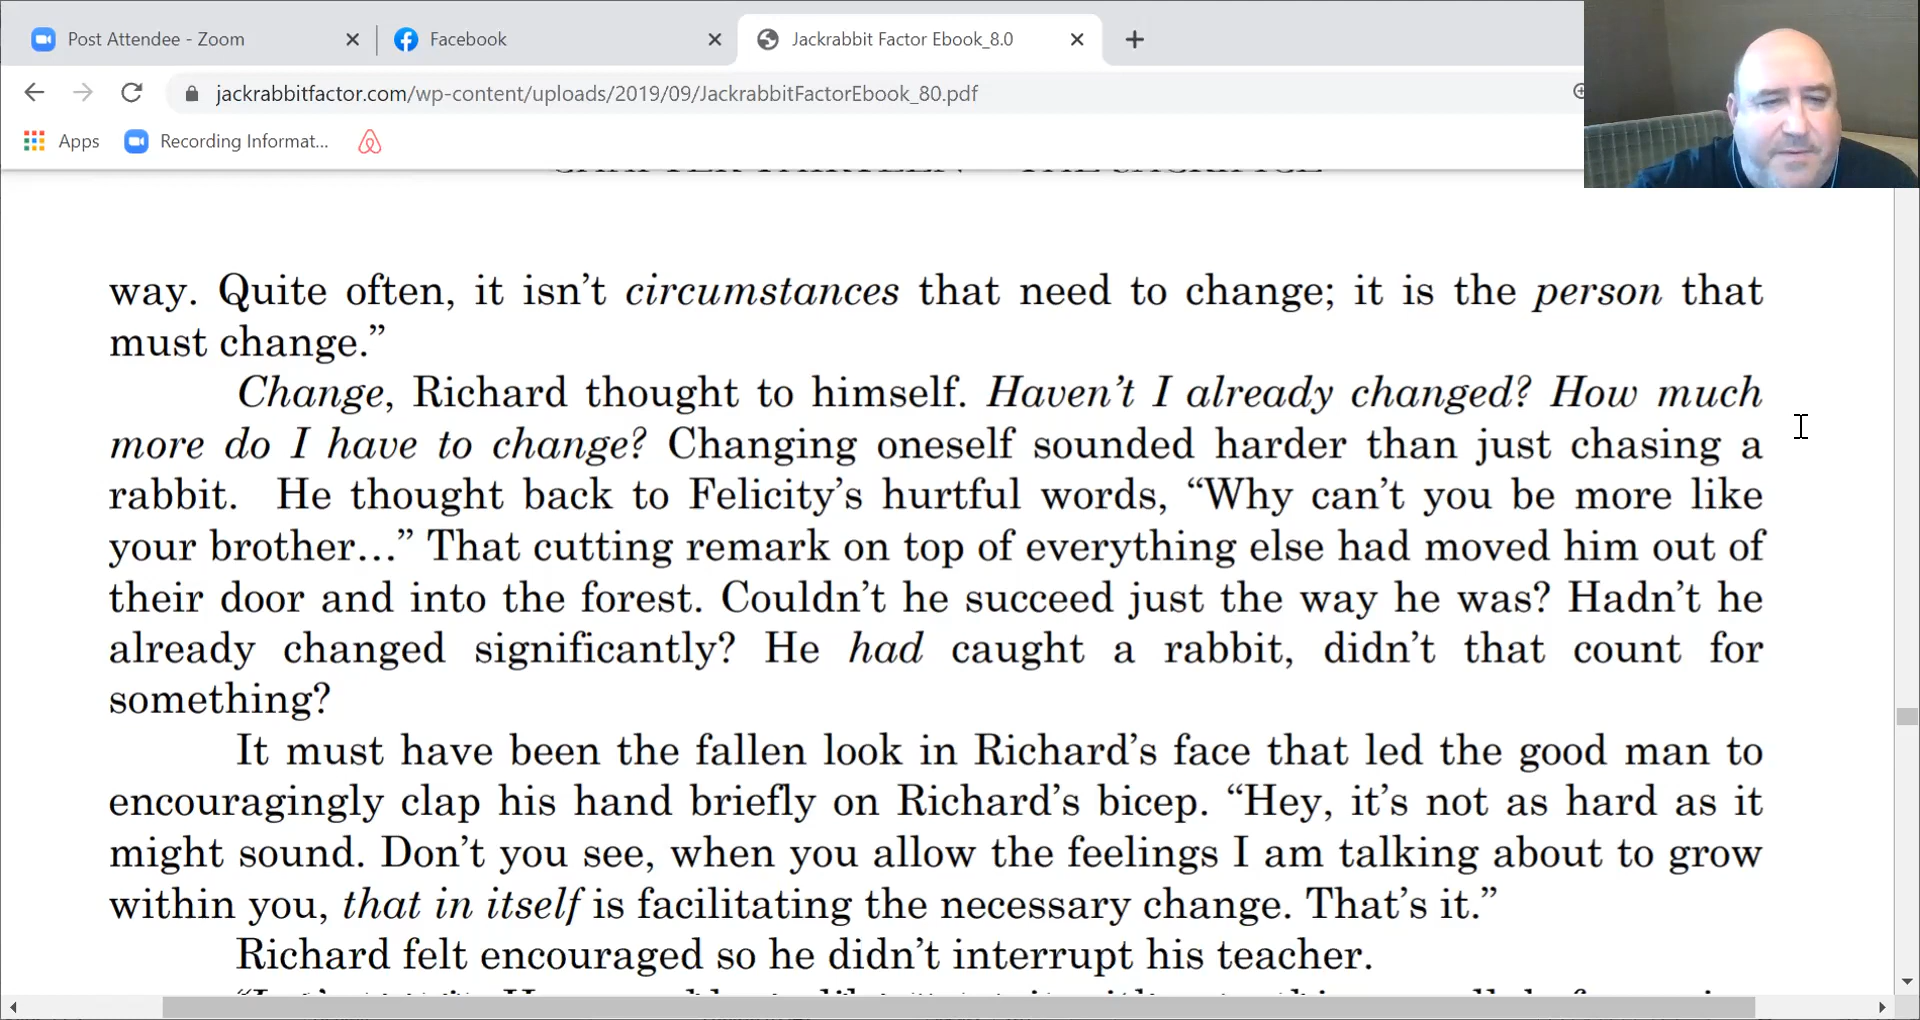 Post Attendee - Zoom
Facebook
Jackrabbit Factor Ebook_8.0
jackrabbitfactor.com/wp-content/uploads/2019/09/JackrabbitFactorEbook_80.pdf
Apps
Recording Informat...
way. Quite often, it isn’t circumstances that need to change; it is the person that
must change.”
Change, Richard thought to himself. Haven’t I already changed? How much
more do I have to change? Changing oneself sounded harder than just chasing a
rabbit. He thought back to Felicity’s hurtful words, “Why can’t you be more like
your brother…” That cutting remark on top of everything else had moved him out of
their door and into the forest. Couldn’t he succeed just the way he was? Hadn’t he
already changed significantly? He had caught a rabbit, didn’t that count for
something?
It must have been the fallen look in Richard’s face that led the good man to
encouragingly clap his hand briefly on Richard’s bicep. “Hey, it’s not as hard as it
might sound. Don’t you see, when you allow the feelings I am talking about to grow
within you, that in itself is facilitating the necessary change. That’s it.”
Richard felt encouraged so he didn’t interrupt his teacher.